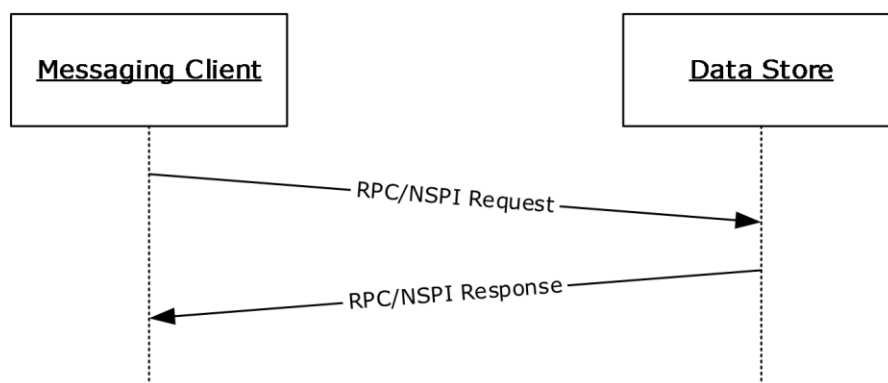 Messaging Client
Data Store
RPC/NSPI Request
RPC/NSPI Response